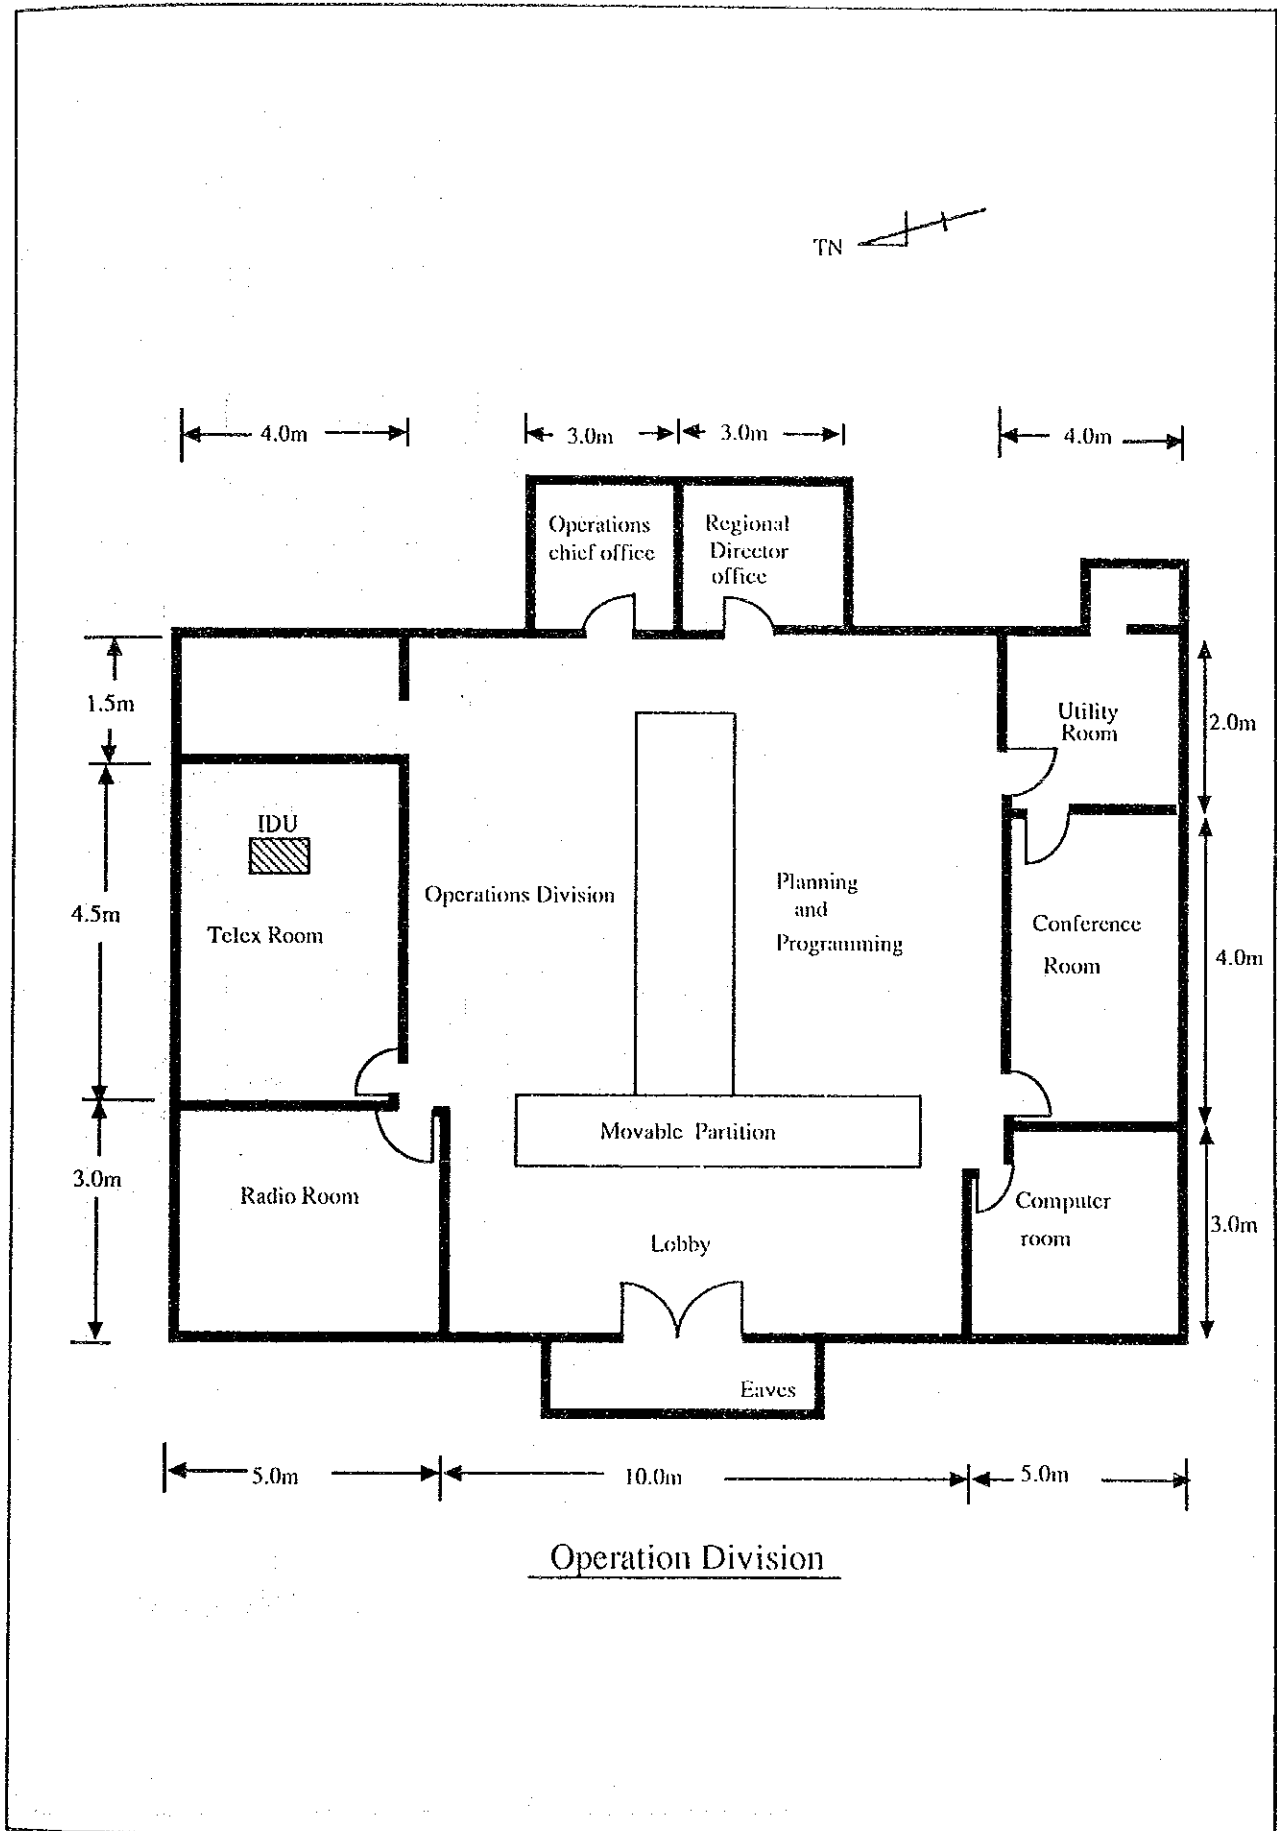 TN
4.0m
3.0m
3.0m
4.0m
Operations
chief office
Regional
Director
office
1.5m
Utility
Room
2.0m
IDU
4.5m
Telex Room
Operations Division
Planning
and
Programming
Conference
Room
4.0m
Movable Partition
3.0m
Radio Room
Computer
room
3.0m
Lobby
Eaves
5.0m
10.0m
5.0m
Operation Division